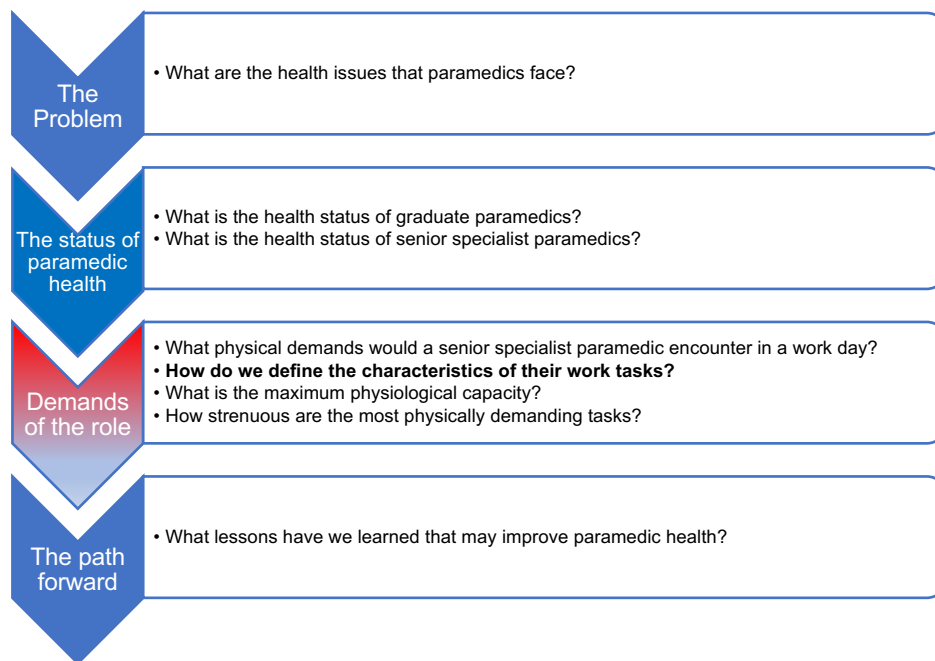 The
Problem
• What are the health issues that paramedics face?
The status of
paramedic
health
• What is the health status of graduate paramedics?
• What is the health status of senior specialist paramedics?
Demands
of the role
• What physical demands would a senior specialist paramedic encounter in a work day?
• How do we define the characteristics of their work tasks?
• What is the maximum physiological capacity?
• How strenuous are the most physically demanding tasks?
The path
forward
• What lessons have we learned that may improve paramedic health?